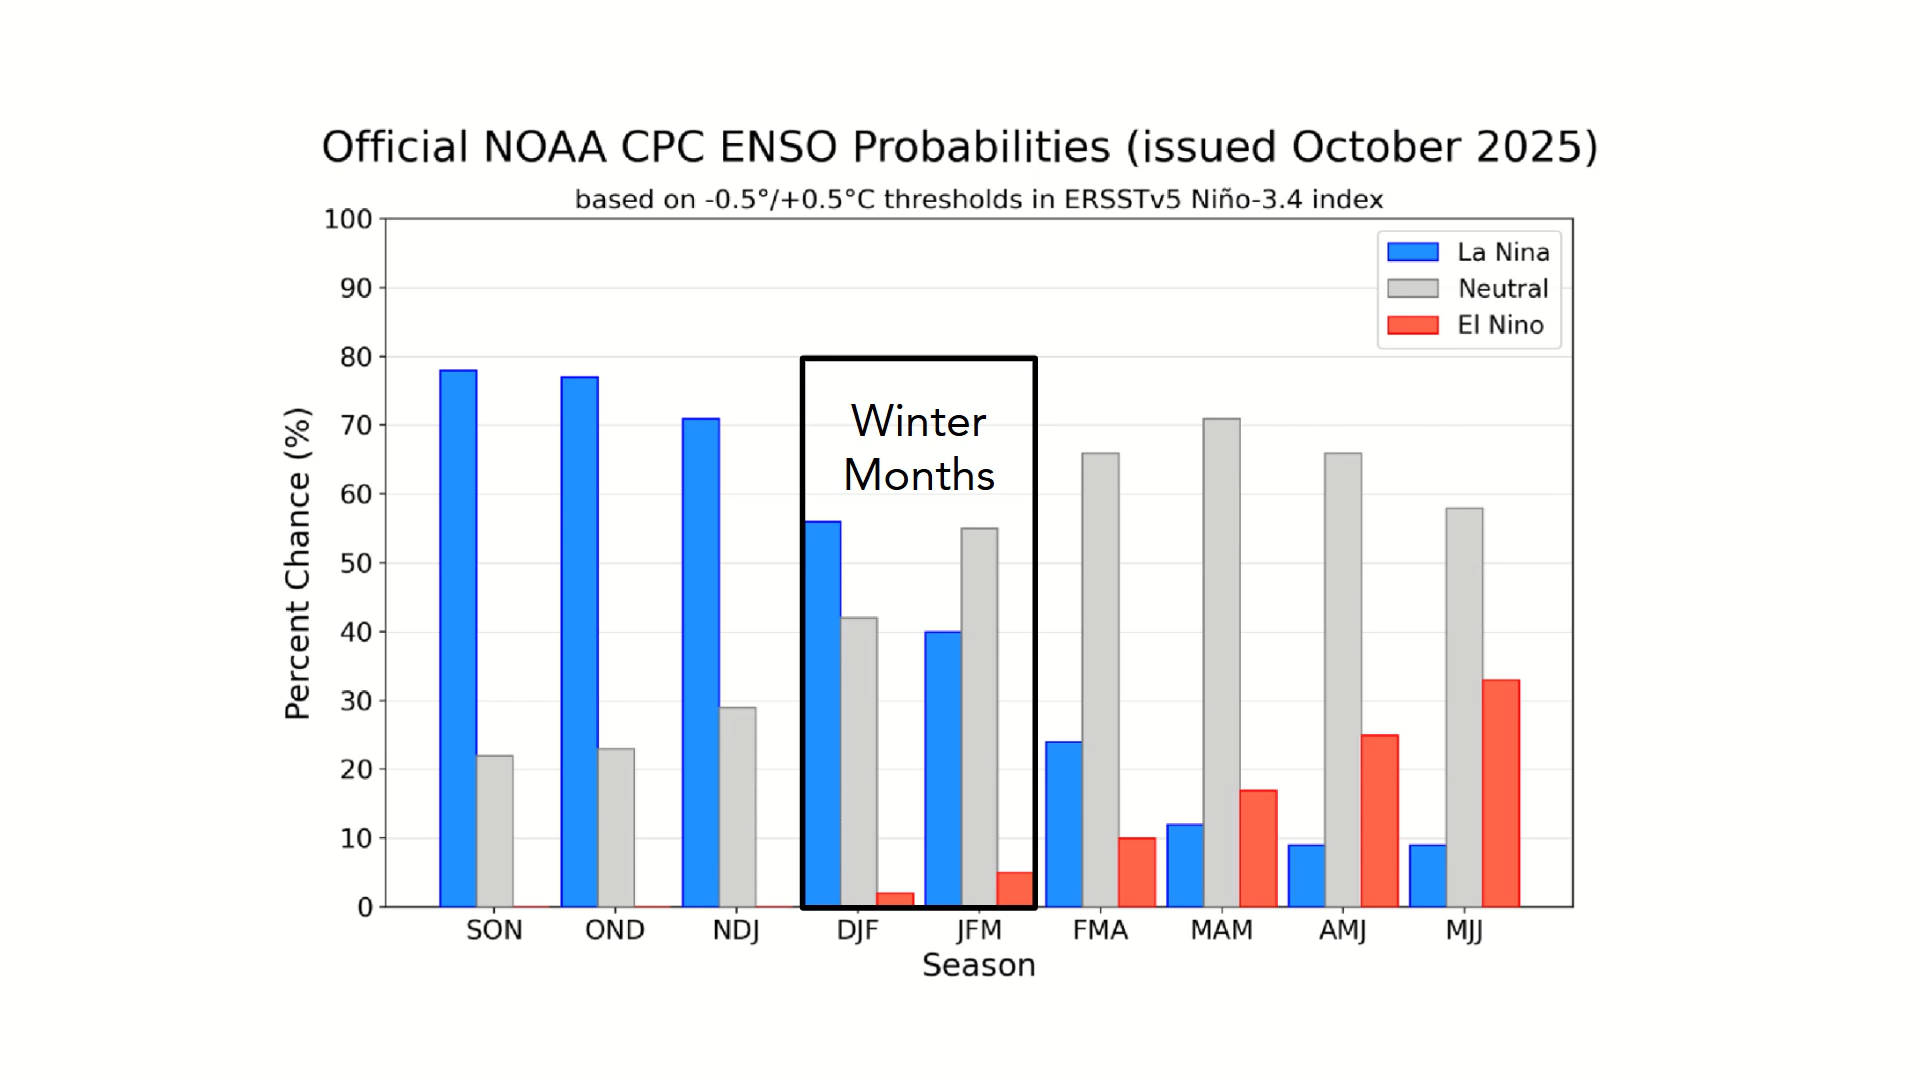 Official NOAA CPC ENSO Probabilities (issued October 2025)
based on -0.5°/+0.5°C thresholds in ERSSTv5 Niño-3.4 index
100
90
80
70
60
50
40
30
20
10
0
Percent Chance (%)
La Nina
Neutral
El Nino
Winter
Months
SON OND NDJ DJF JFM FMA MAM AMJ MJJ
Season